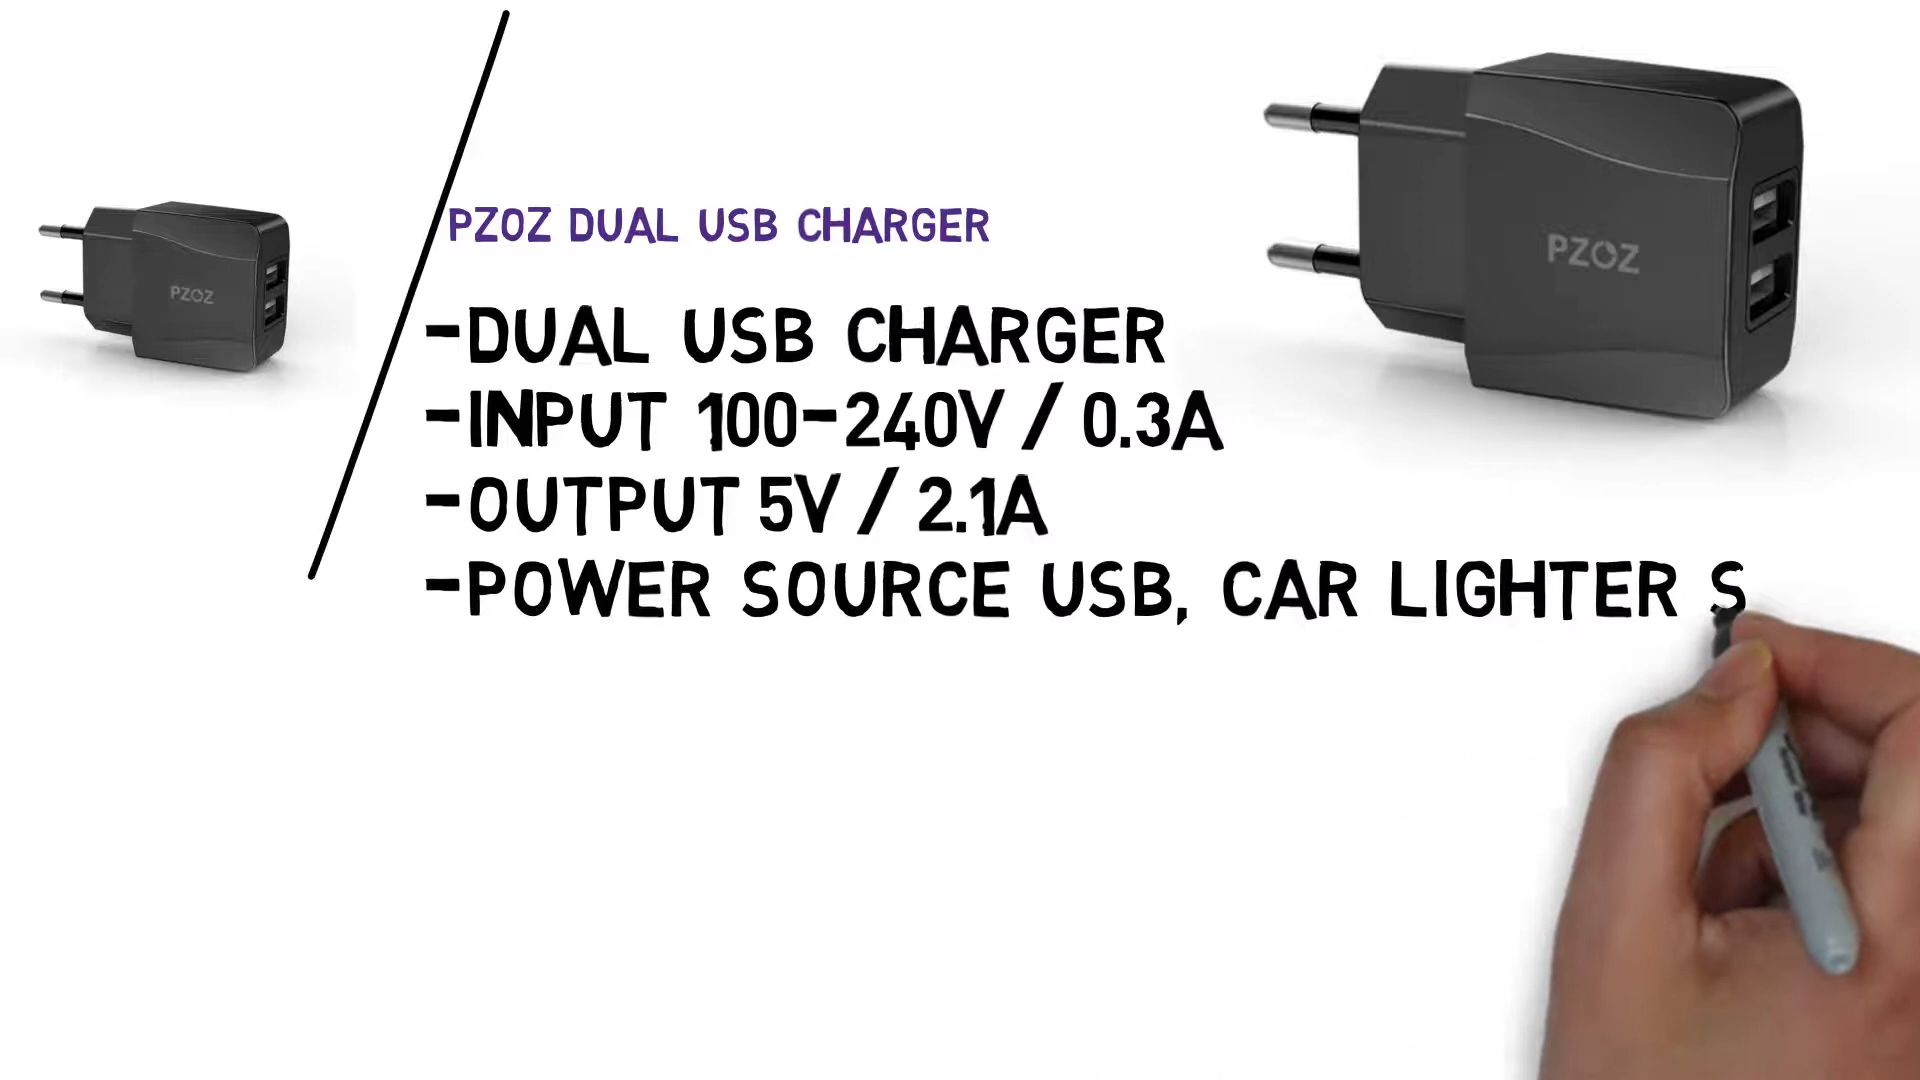 PZOZ DUAL USB CHARGER
PZOZ
PZOZ
-DUAL USB CHARGER
-INPUT 100-240V / 0.3A
-OUTPUT 5V / 2.1A
-POWER SOURCE USB, CAR LIGHTER S